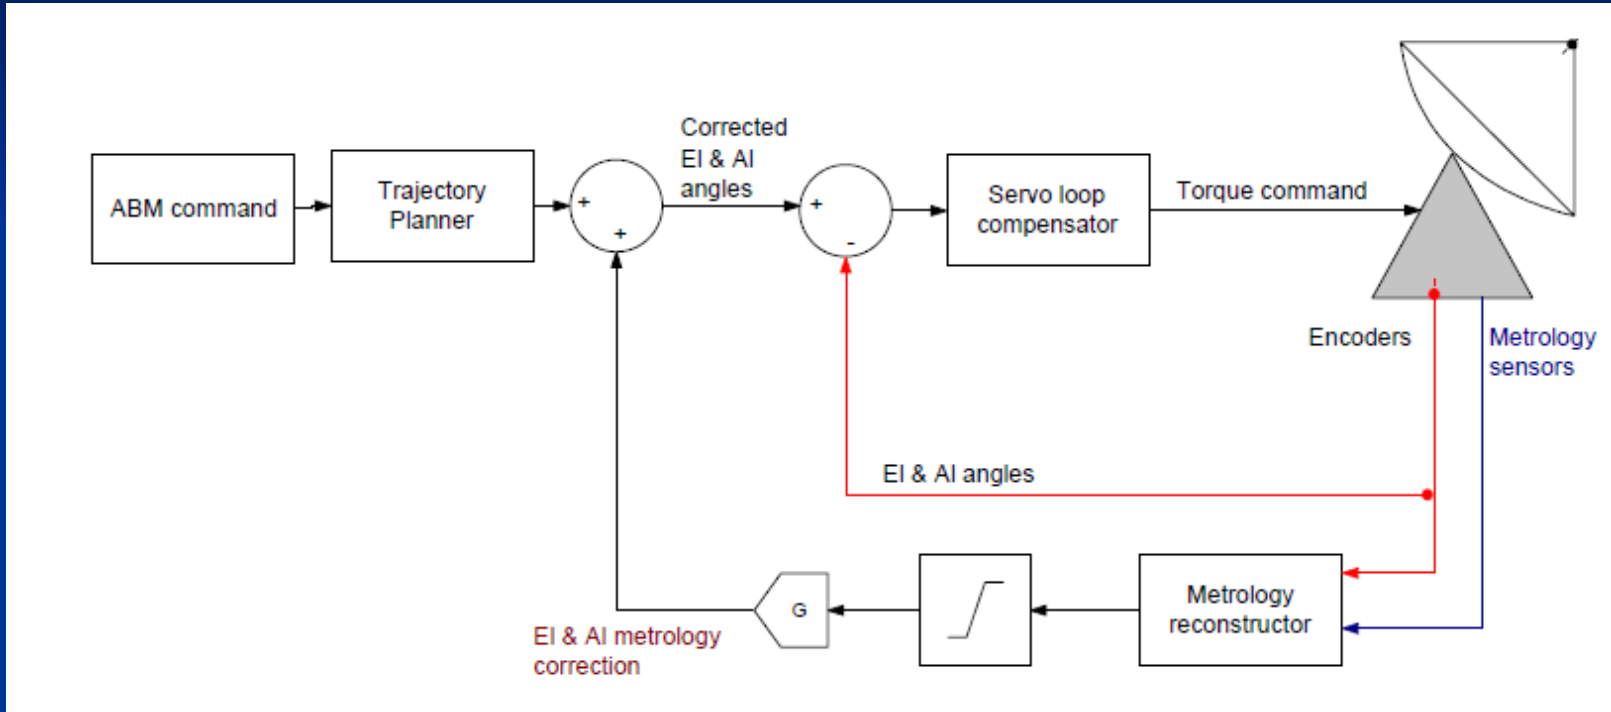 Corrected
El & Al
angles
ABM command
Trajectory
Planner
+
+
+
-
Servo loop
compensator
Torque command
Encoders
Metrology
sensors
El & Al angles
Metrology
reconstructor
G
El & Al metrology
correction